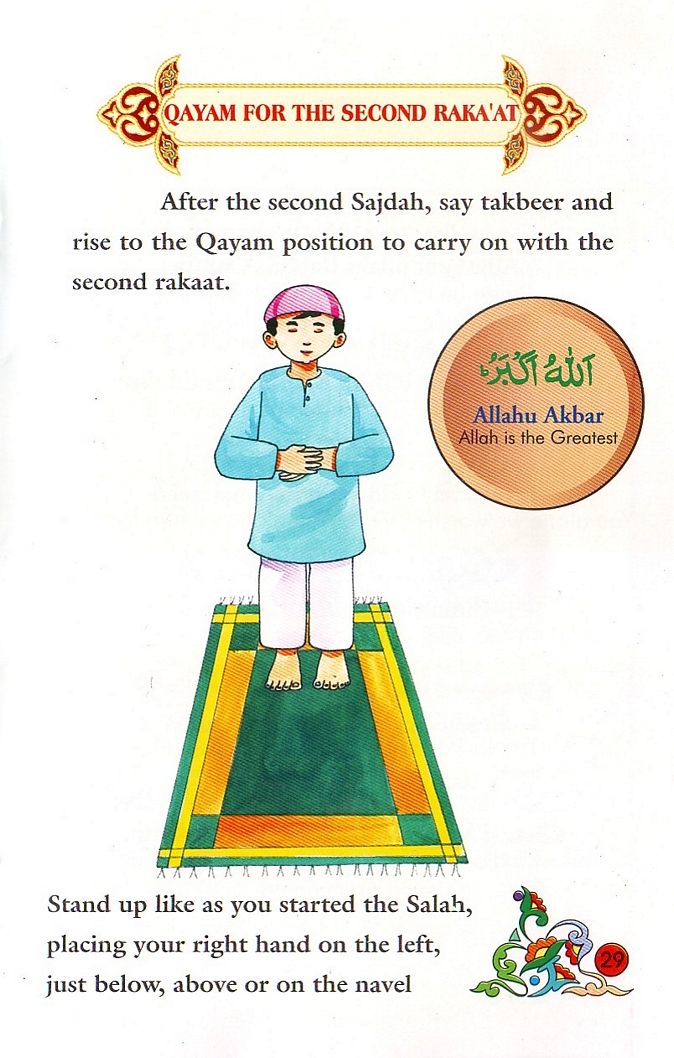 QAYAM FOR THE SECOND RAKA'AT
After the second Sajdah, say takbeer and
rise to the Qayam position to carry on with the
second rakaat.
اَللّٰهُ اَكْبَرُ
Allahu Akbar
Allah is the Greatest
Stand up like as you started the Salah,
placing your right hand on the left,
just below, above or on the navel
29